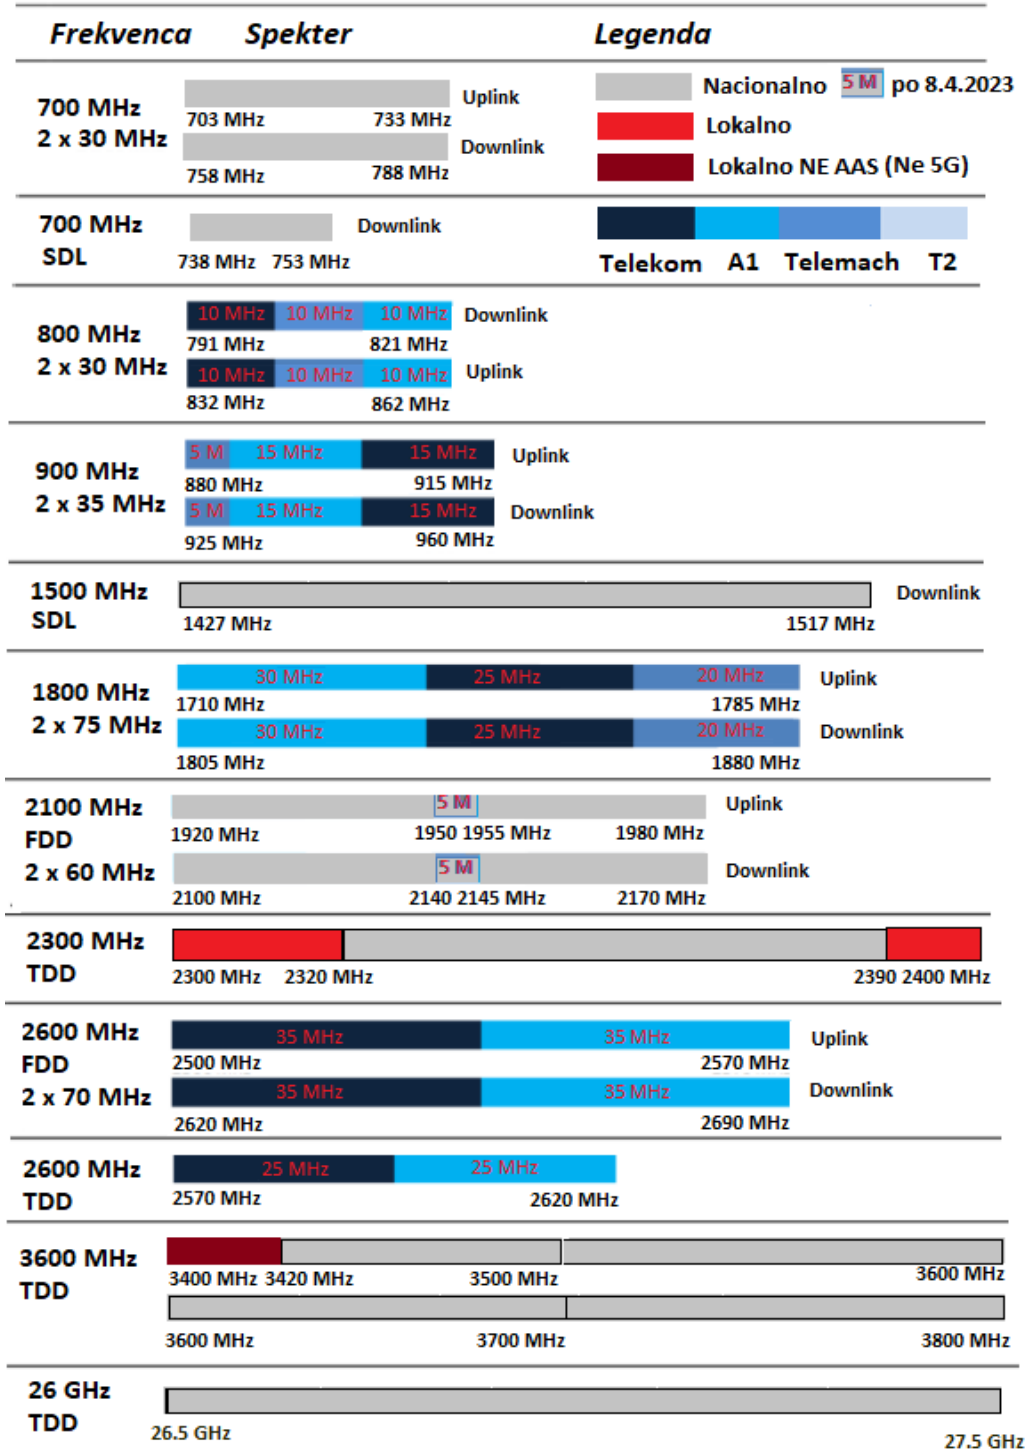 Frekvenca Spekter Legenda
700 MHz
2 x 30 MHz
Uplink
703 MHz 733 MHz
Downlink
758 MHz 788 MHz
Nacionalno 5 M po 8.4.2023
Lokalno
Lokalno NE AAS (Ne 5G)
700 MHz
SDL
Downlink
738 MHz 753 MHz
Telekom A1 Telemach T2
800 MHz
2 x 30 MHz
10 MHz 10 MHz 10 MHz Downlink
791 MHz 821 MHz
10 MHz 10 MHz 10 MHz Uplink
832 MHz 862 MHz
900 MHz
2 x 35 MHz
5 M 15 MHz 15 MHz Uplink
880 MHz 915 MHz
5 M 15 MHz 15 MHz Downlink
925 MHz 960 MHz
1500 MHz
SDL
Downlink
1427 MHz 1517 MHz
1800 MHz
2 x 75 MHz
30 MHz 25 MHz 20 MHz Uplink
1710 MHz 1785 MHz
30 MHz 25 MHz 20 MHz Downlink
1805 MHz 1880 MHz
2100 MHz
FDD
2 x 60 MHz
5 M Uplink
1920 MHz 1950 1955 MHz 1980 MHz
5 M Downlink
2100 MHz 2140 2145 MHz 2170 MHz
2300 MHz
TDD
2300 MHz 2320 MHz 2390 2400 MHz
2600 MHz
FDD
2 x 70 MHz
35 MHz 35 MHz Uplink
2500 MHz 2570 MHz
35 MHz 35 MHz Downlink
2620 MHz 2690 MHz
2600 MHz
TDD
25 MHz 25 MHz
2570 MHz 2620 MHz
3600 MHz
TDD
3400 MHz 3420 MHz 3500 MHz 3600 MHz
3600 MHz 3700 MHz 3800 MHz
26 GHz
TDD
26.5 GHz 27.5 GHz